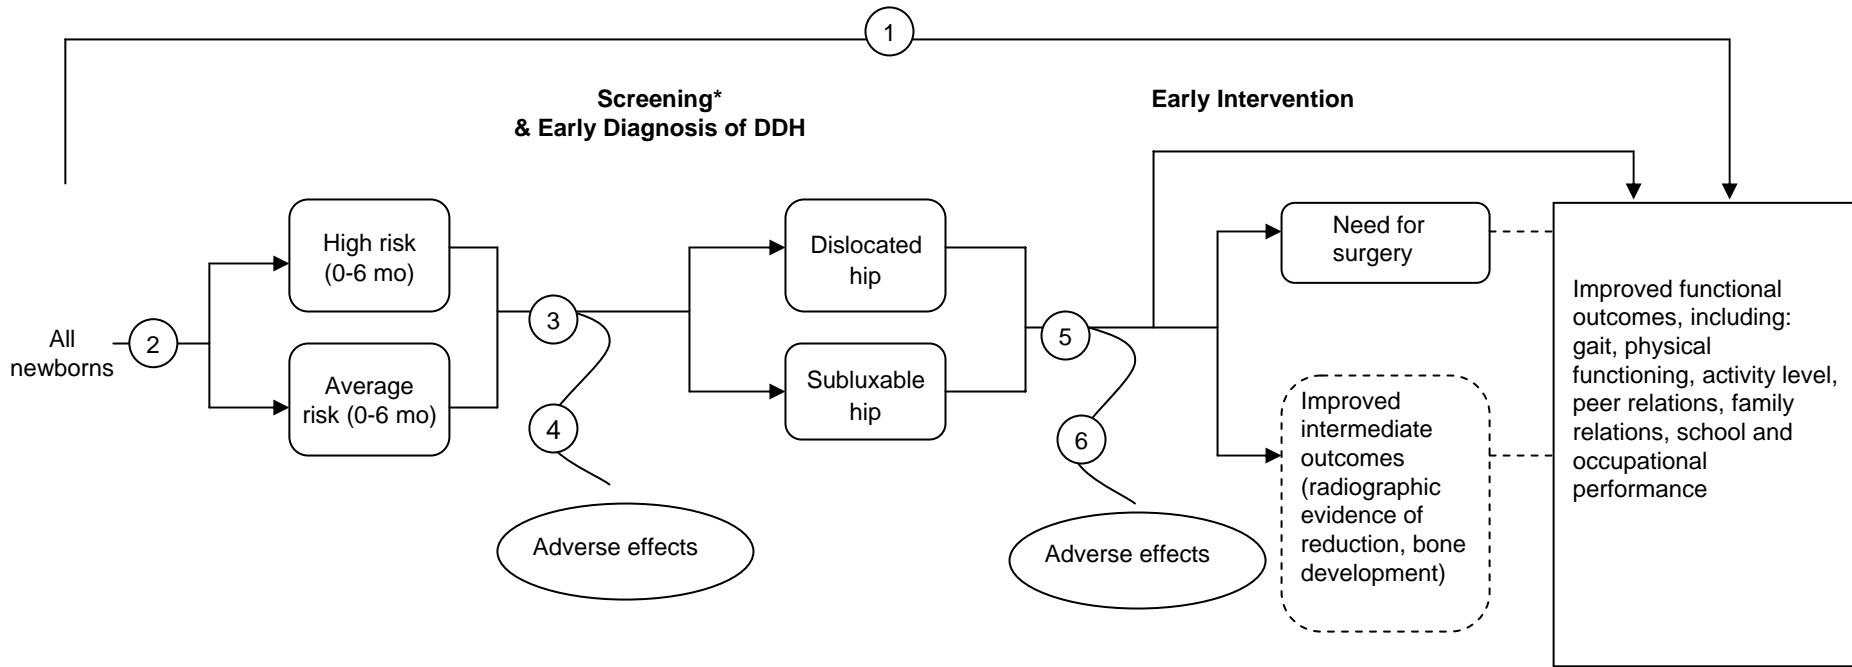 1
Screening*
& Early Diagnosis of DDH
Early Intervention
All
newborns
2
High risk
(0-6 mo)
Average
risk (0-6 mo)
3
4
Adverse effects
Dislocated
hip
Subluxable
hip
5
6
Adverse effects
Need for
surgery
Improved
intermediate
outcomes
(radiographic
evidence of
reduction, bone
development)
Improved functional
outcomes, including:
gait, physical
functioning, activity level,
peer relations, family
relations, school and
occupational
performance